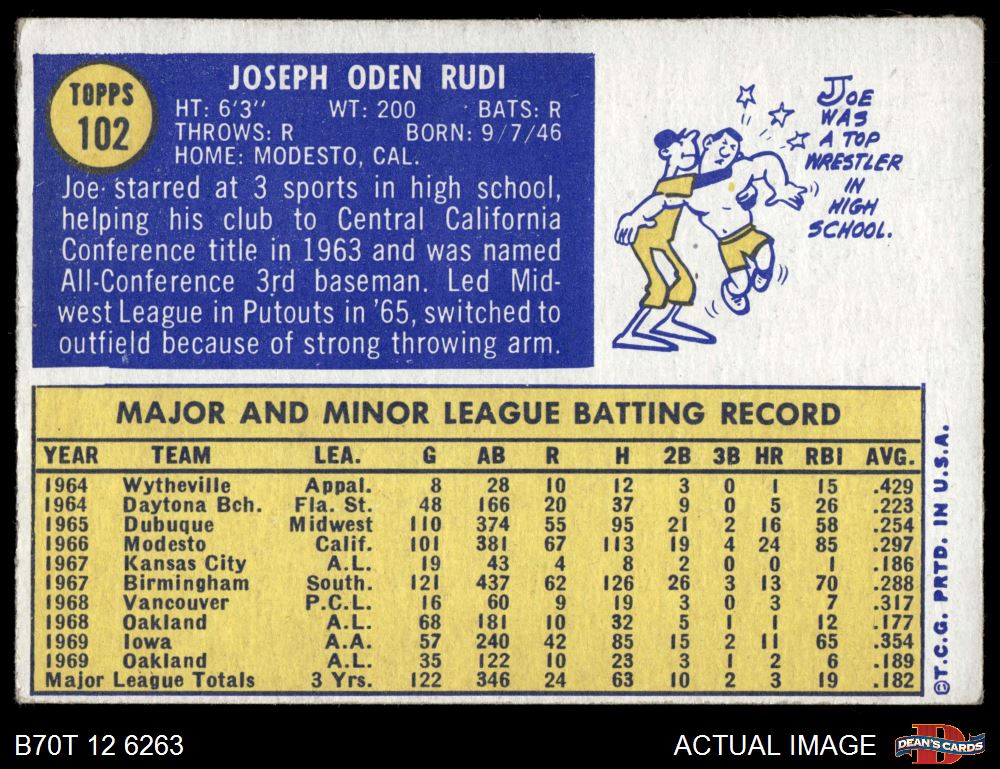 TOPPS
102
JOSEPH ODEN RUDI
HT: 6'3" WT: 200 BATS: R
THROWS: R BORN: 9/7/46
HOME: MODESTO, CAL.
Joe starred at 3 sports in high school,
helping his club to Central California
Conference title in 1963 and was named
All-Conference 3rd baseman. Led Mid-
west League in Putouts in '65, switched to
outfield because of strong throwing arm.
JOE
WAS
A TOP
WRESTLER
IN
HIGH
SCHOOL.
MAJOR AND MINOR LEAGUE BATTING RECORD
YEAR TEAM LEA. G AB R H 2B 3B HR RBI AVG.
1964 Wytheville Appal. 8 28 10 12 3 0 1 15 .429
1964 Daytona Bch. Fla. St. 48 166 20 37 9 0 5 26 .223
1965 Dubuque Midwest 110 374 55 95 21 2 16 58 .254
1966 Modesto Calif. 101 381 67 113 19 4 24 85 .297
1967 Kansas City A.L. 19 43 4 8 2 0 0 1 .186
1967 Birmingham South. 121 437 62 126 26 3 13 70 .288
1968 Vancouver P.C.L. 16 60 9 19 3 0 3 7 .317
1968 Oakland A.L. 68 181 10 32 5 1 1 12 .177
1969 Iowa A.A. 57 240 42 85 15 2 11 65 .354
1969 Oakland A.L. 35 122 10 23 3 1 2 6 .189
Major League Totals 3 Yrs. 122 346 24 63 10 2 3 19 .182
©T.C.G. PRTD. IN U.S.A.
B70T 12 6263
ACTUAL IMAGE
D
DEAN'S CARDS